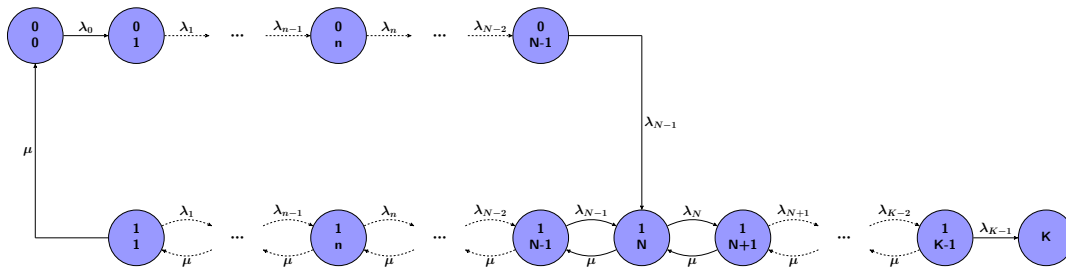 0 0 0 0
0 λ0 1 λ1 ... λn−1 n λn ... λN−2 N-1
μ λN−1
1 λ1 λn−1 1 λn λN−2 1 λN−1 1 λN 1 λN+1 λK−2 1 λK−1
1 μ ... μ n μ ... μ N-1 μ N μ N+1 μ ... μ K-1 K